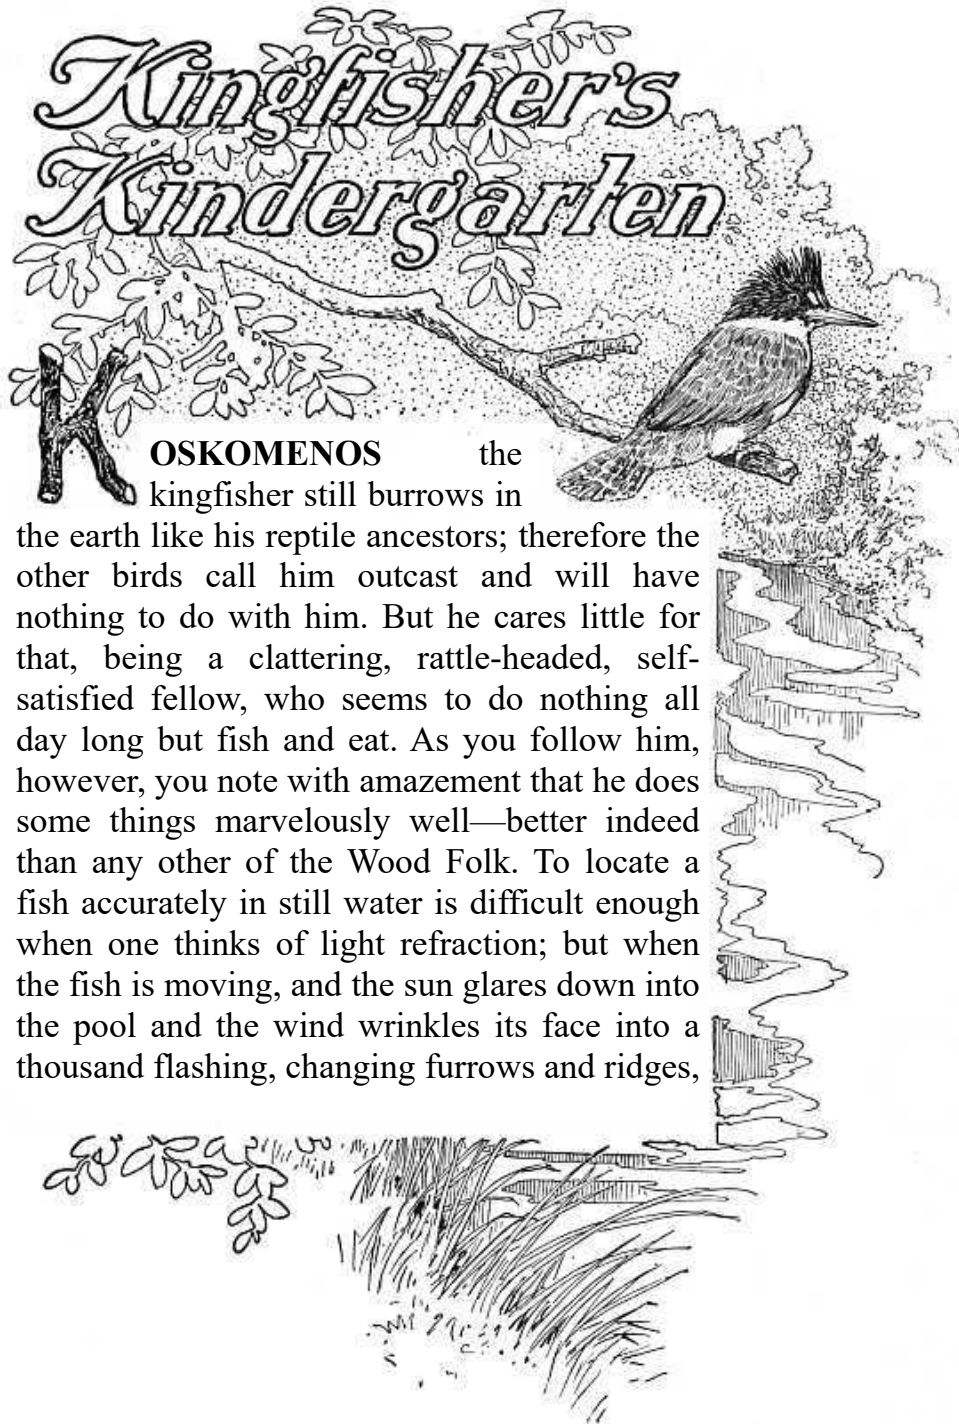 Kingfisher's
Kindergarten
KOSKOMENOS the
kingfisher still burrows in
the earth like his reptile ancestors; therefore the
other birds call him outcast and will have
nothing to do with him. But he cares little for
that, being a clattering, rattle-headed, self-
satisfied fellow, who seems to do nothing all
day long but fish and eat. As you follow him,
however, you note with amazement that he does
some things marvelously well—better indeed
than any other of the Wood Folk. To locate a
fish accurately in still water is difficult enough
when one thinks of light refraction; but when
the fish is moving, and the sun glares down into
the pool and the wind wrinkles its face into a
thousand flashing, changing furrows and ridges,